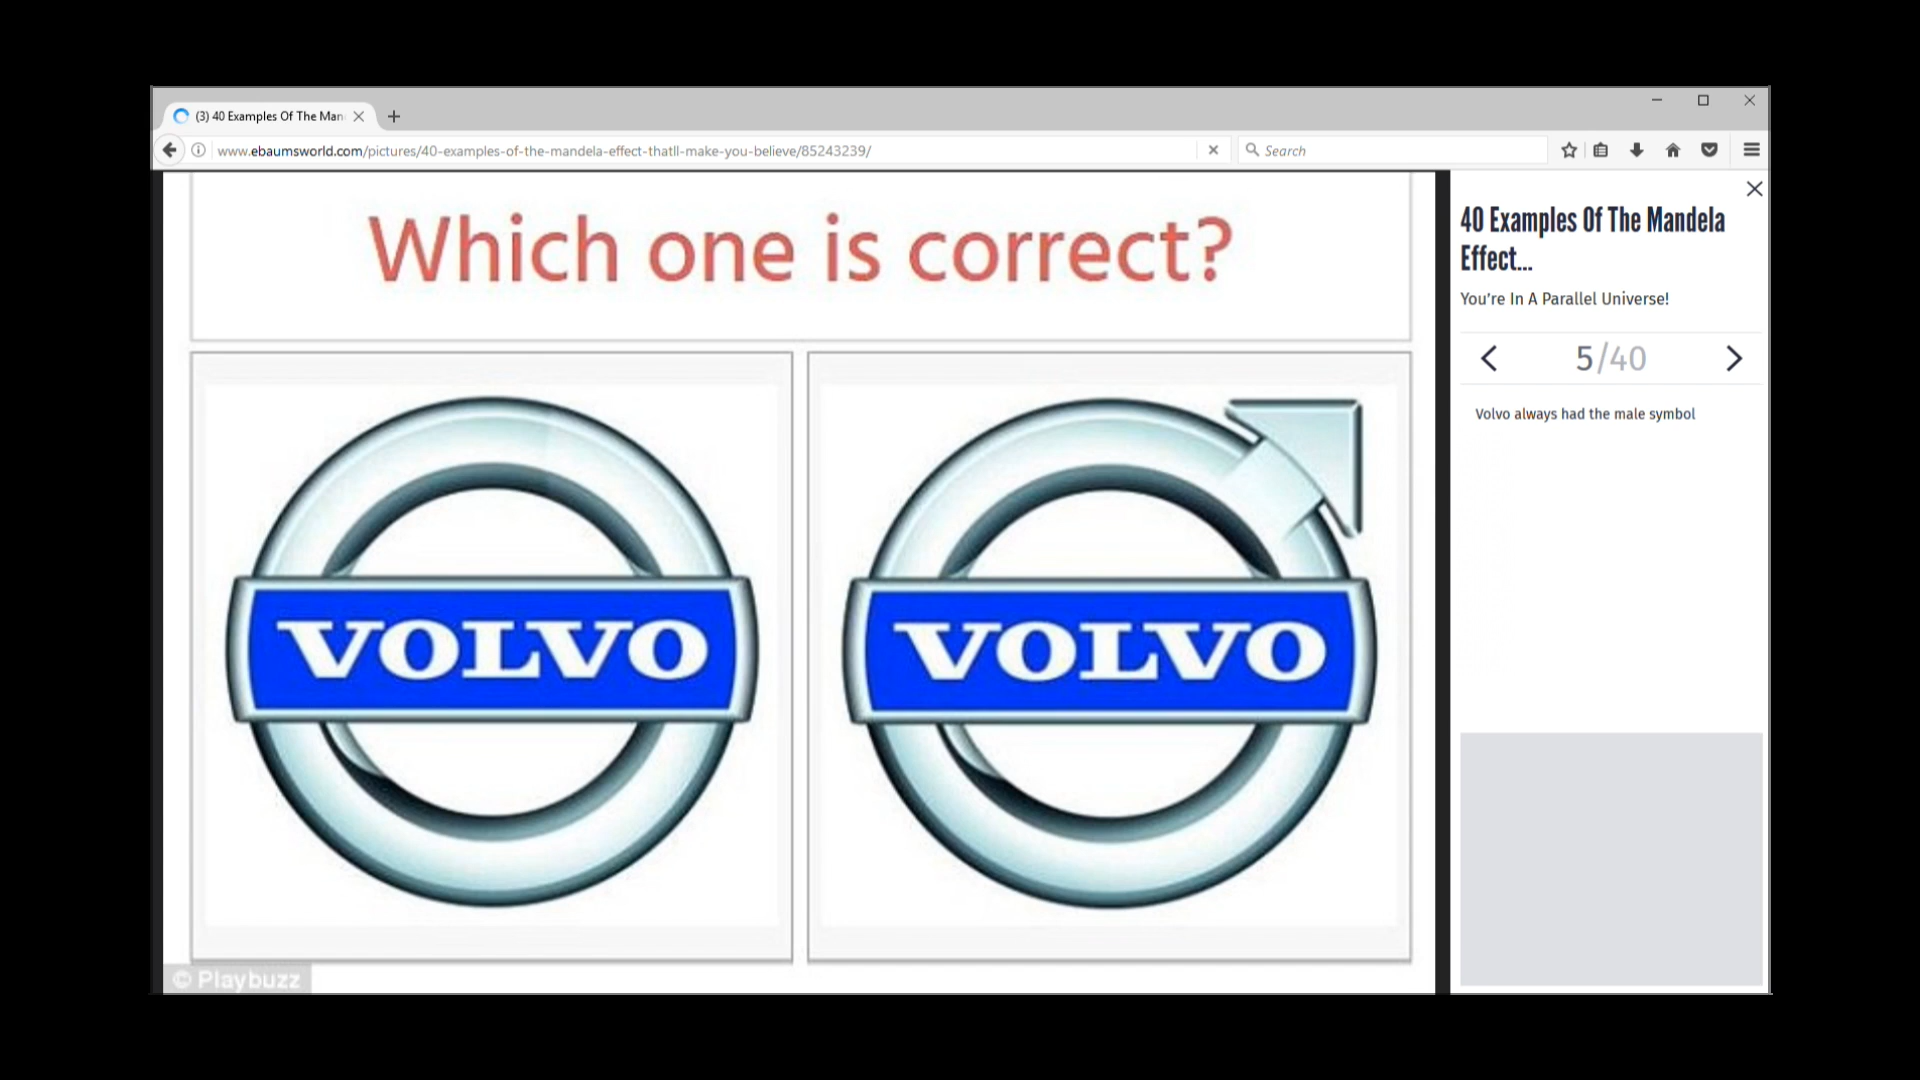 (3) 40 Examples Of The Man
www.ebaumsworld.com/pictures/40-examples-of-the-mandela-effect-thatll-make-you-believe/85243239/
Search
Which one is correct?
VOLVO
VOLVO
© Playbuzz
40 Examples Of The Mandela
Effect...
You're In A Parallel Universe!
5/40
Volvo always had the male symbol